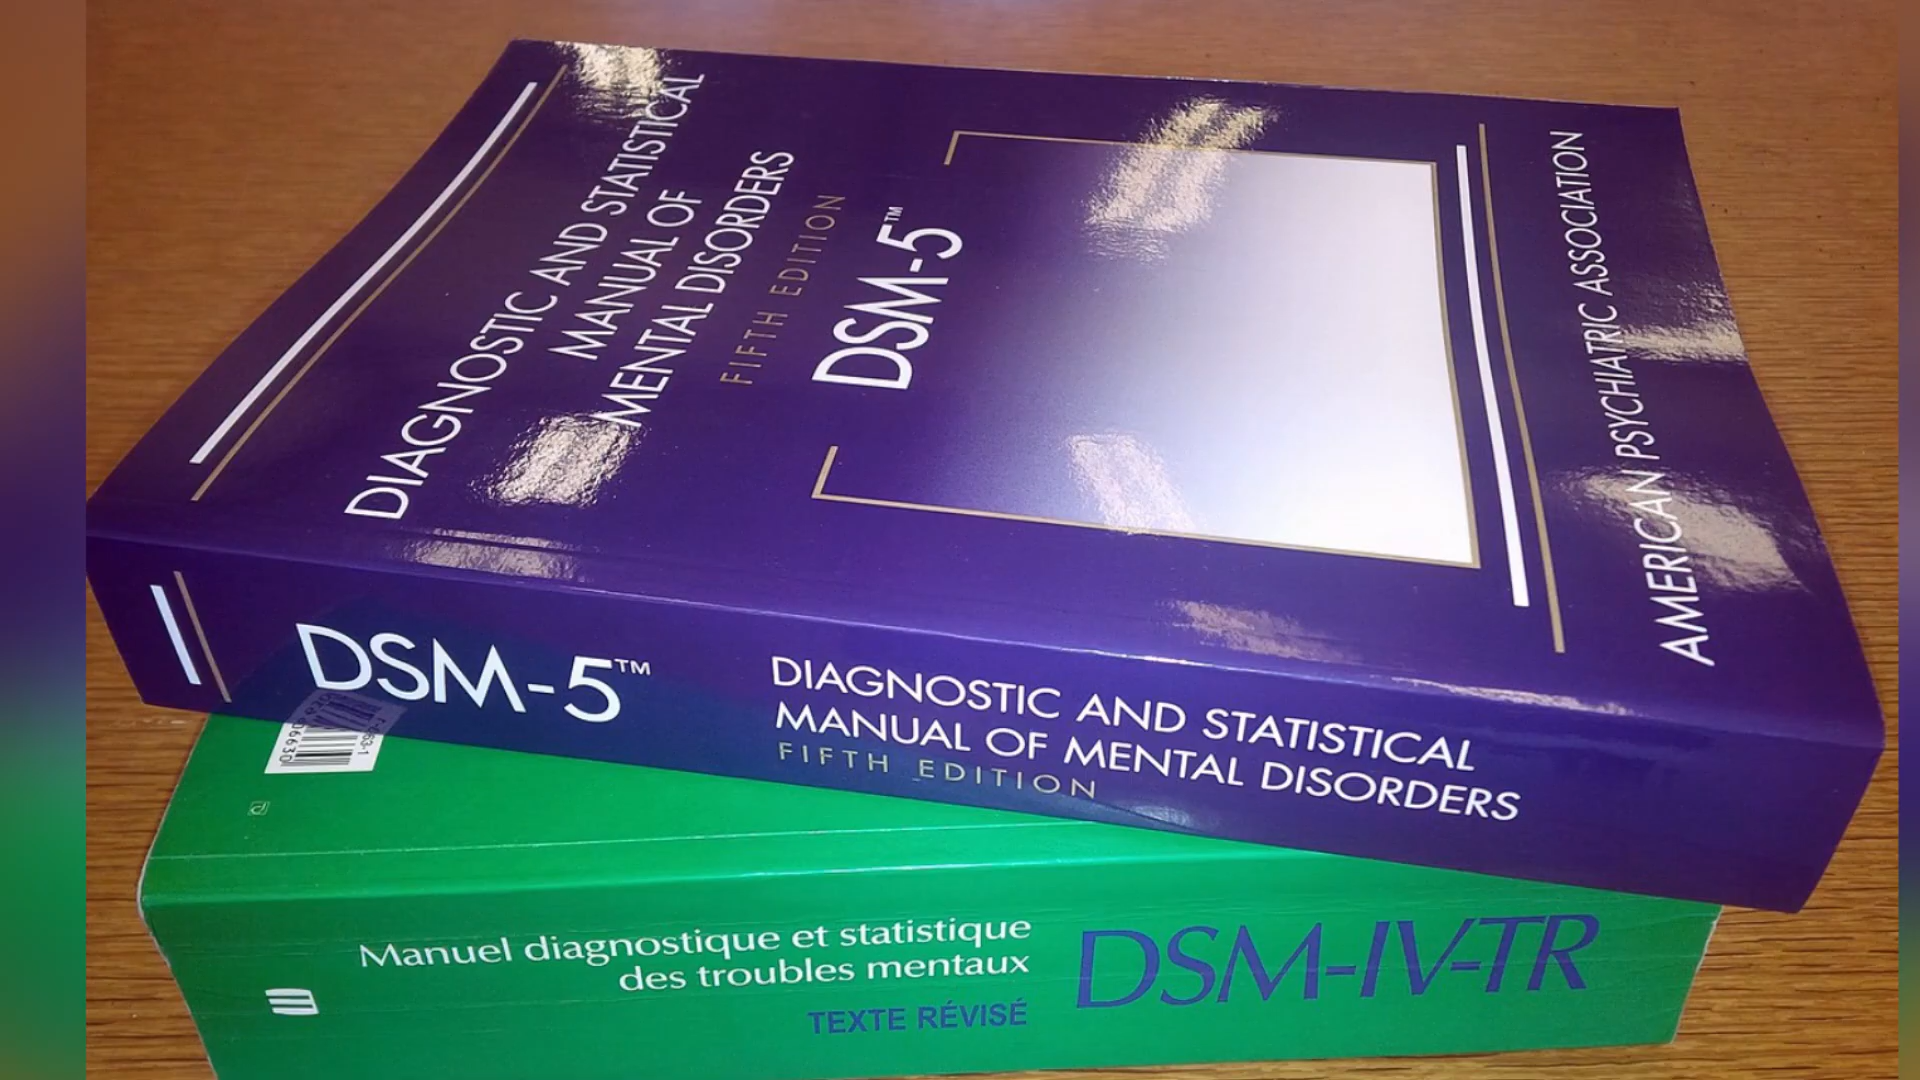 DIAGNOSTIC AND STATISTICAL
MANUAL OF
MENTAL DISORDERS
FIFTH EDITION
DSM-5™
AMERICAN PSYCHIATRIC ASSOCIATION
DSM-5™
DIAGNOSTIC AND STATISTICAL
MANUAL OF MENTAL DISORDERS
FIFTH EDITION
Manuel diagnostique et statistique
des troubles mentaux
TEXTE RÉVISÉ
DSM-IV-TR